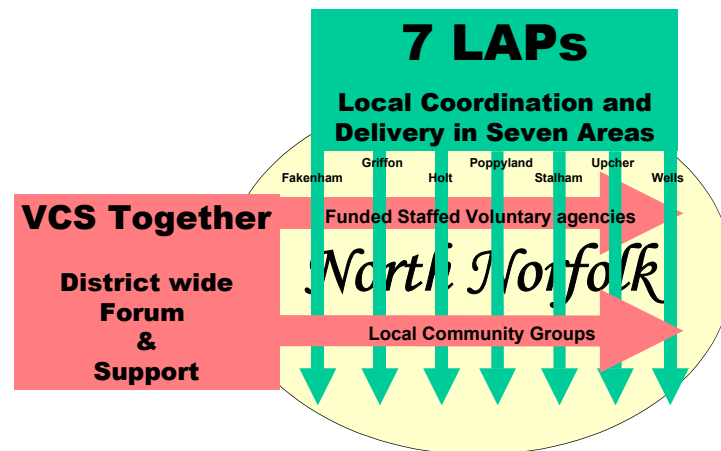 7 LAPs
Local Coordination and
Delivery in Seven Areas
Griffon Poppyland Upcher
Fakenham Holt Stalham Wells
VCS Together
District wide
Forum
&
Support
Funded Staffed Voluntary agencies
North Norfolk
Local Community Groups